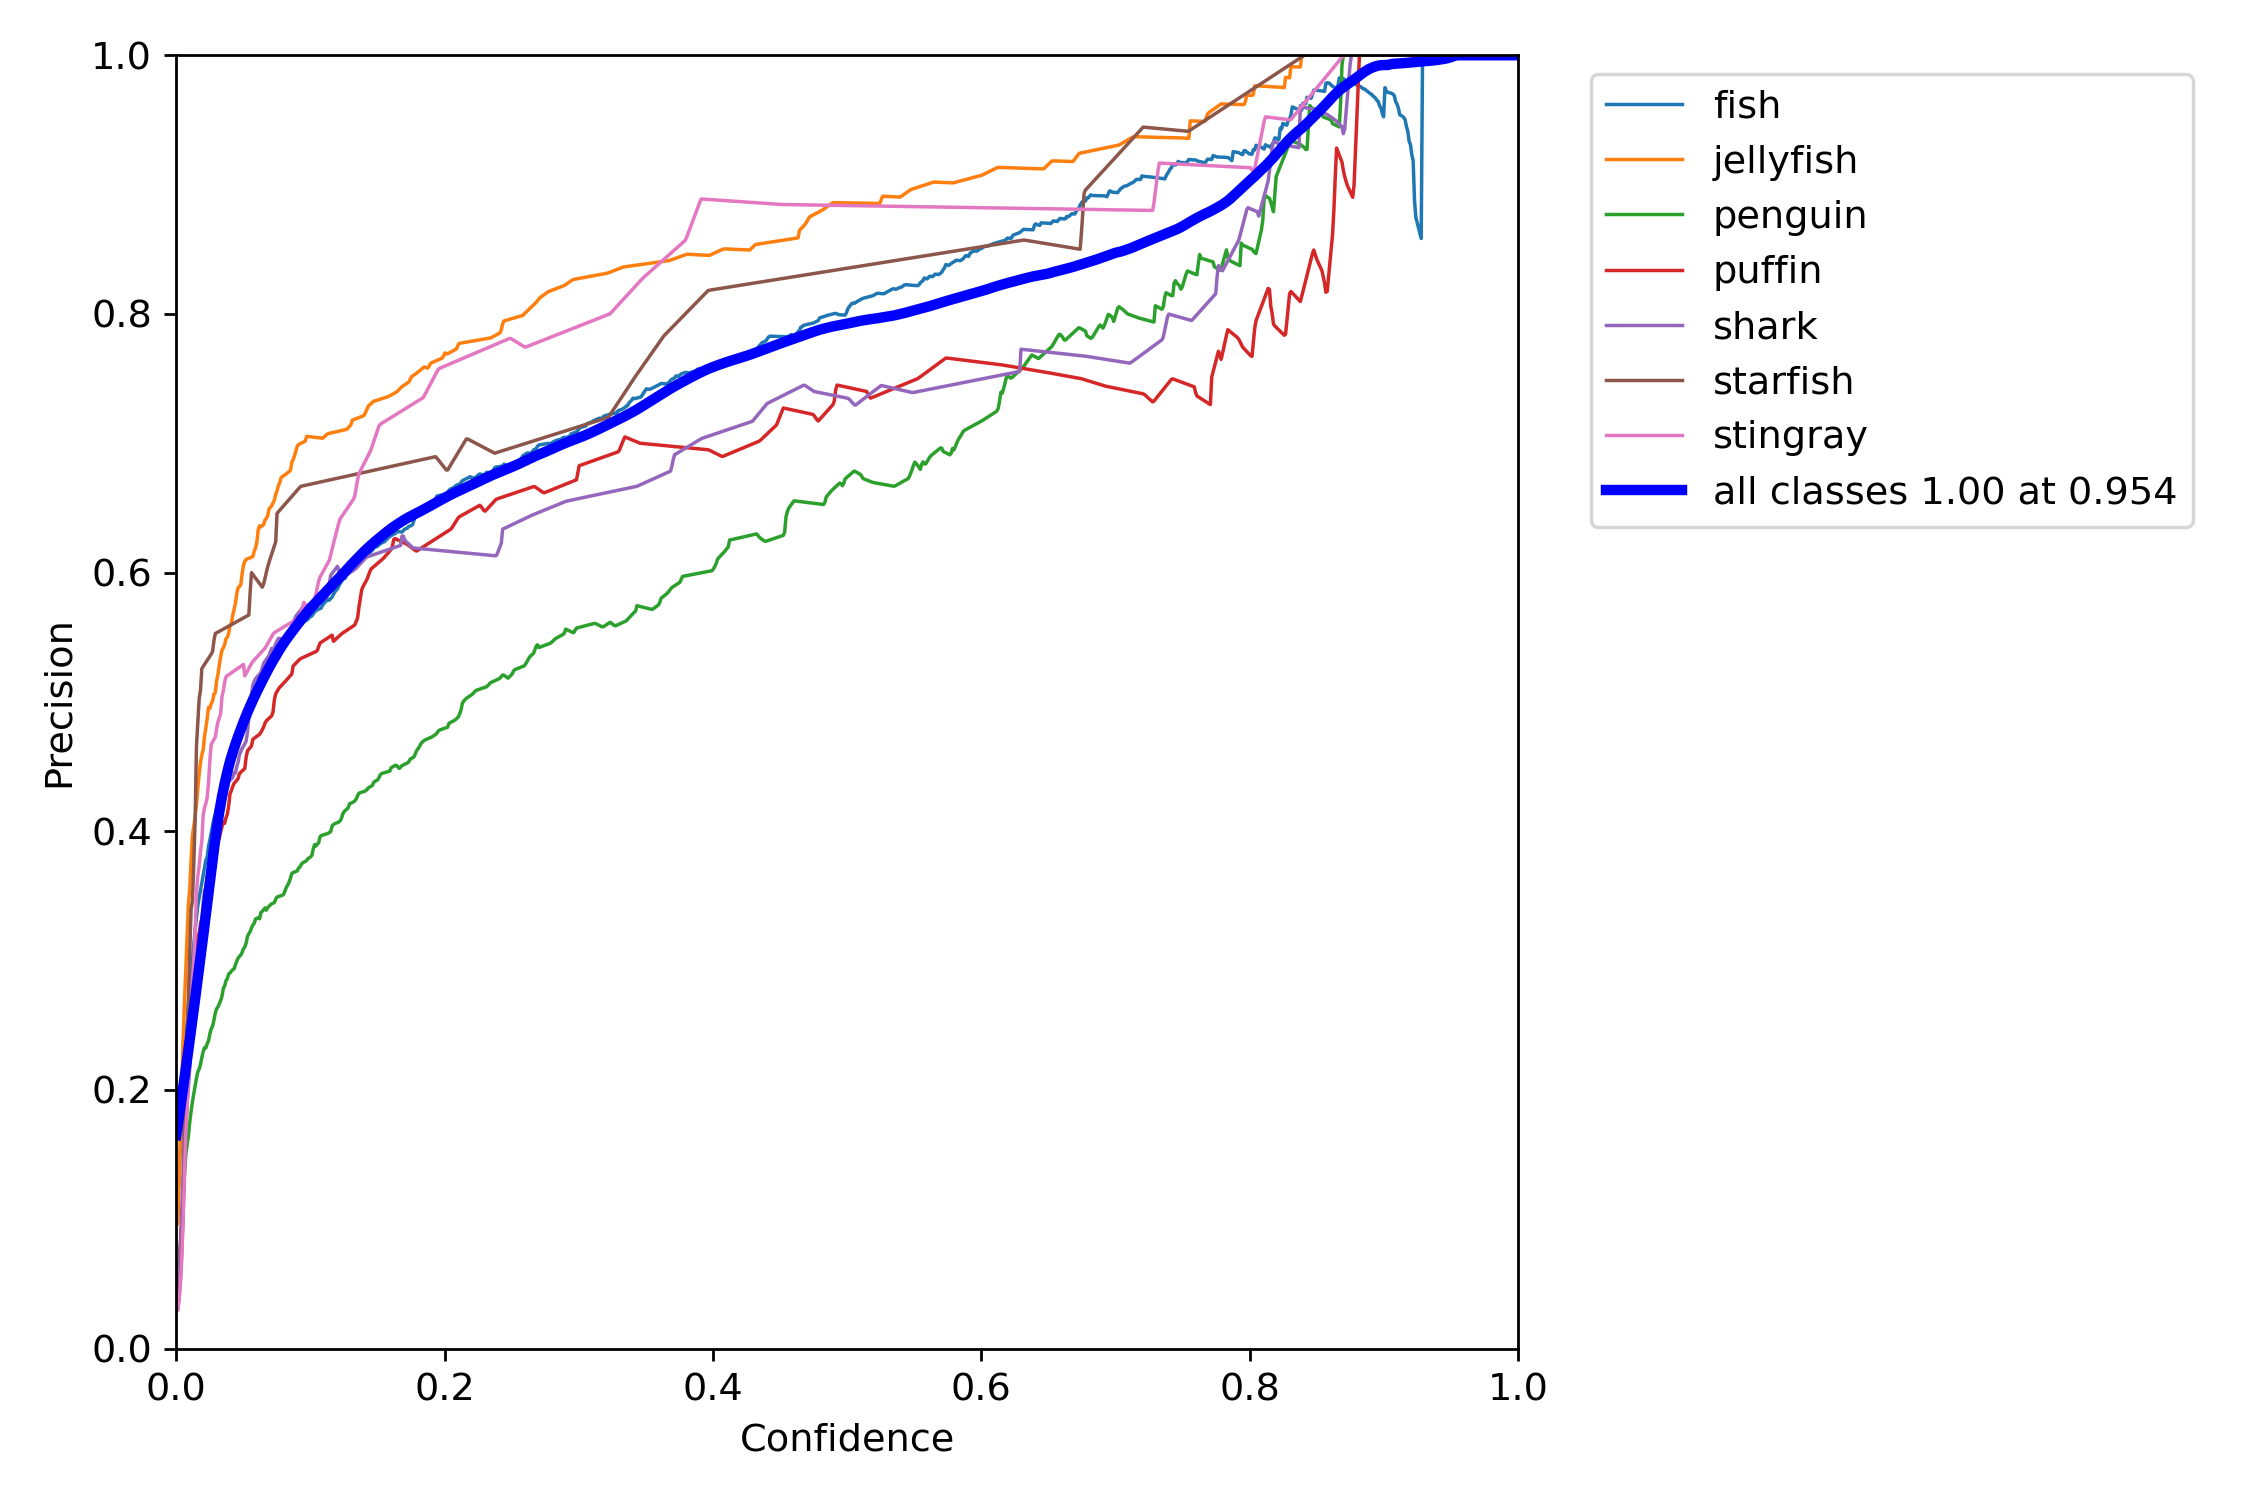 1.0
0.8
0.6
0.4
0.2
0.0
Precision
0.0 0.2 0.4 0.6 0.8 1.0
Confidence
fish
jellyfish
penguin
puffin
shark
starfish
stingray
all classes 1.00 at 0.954